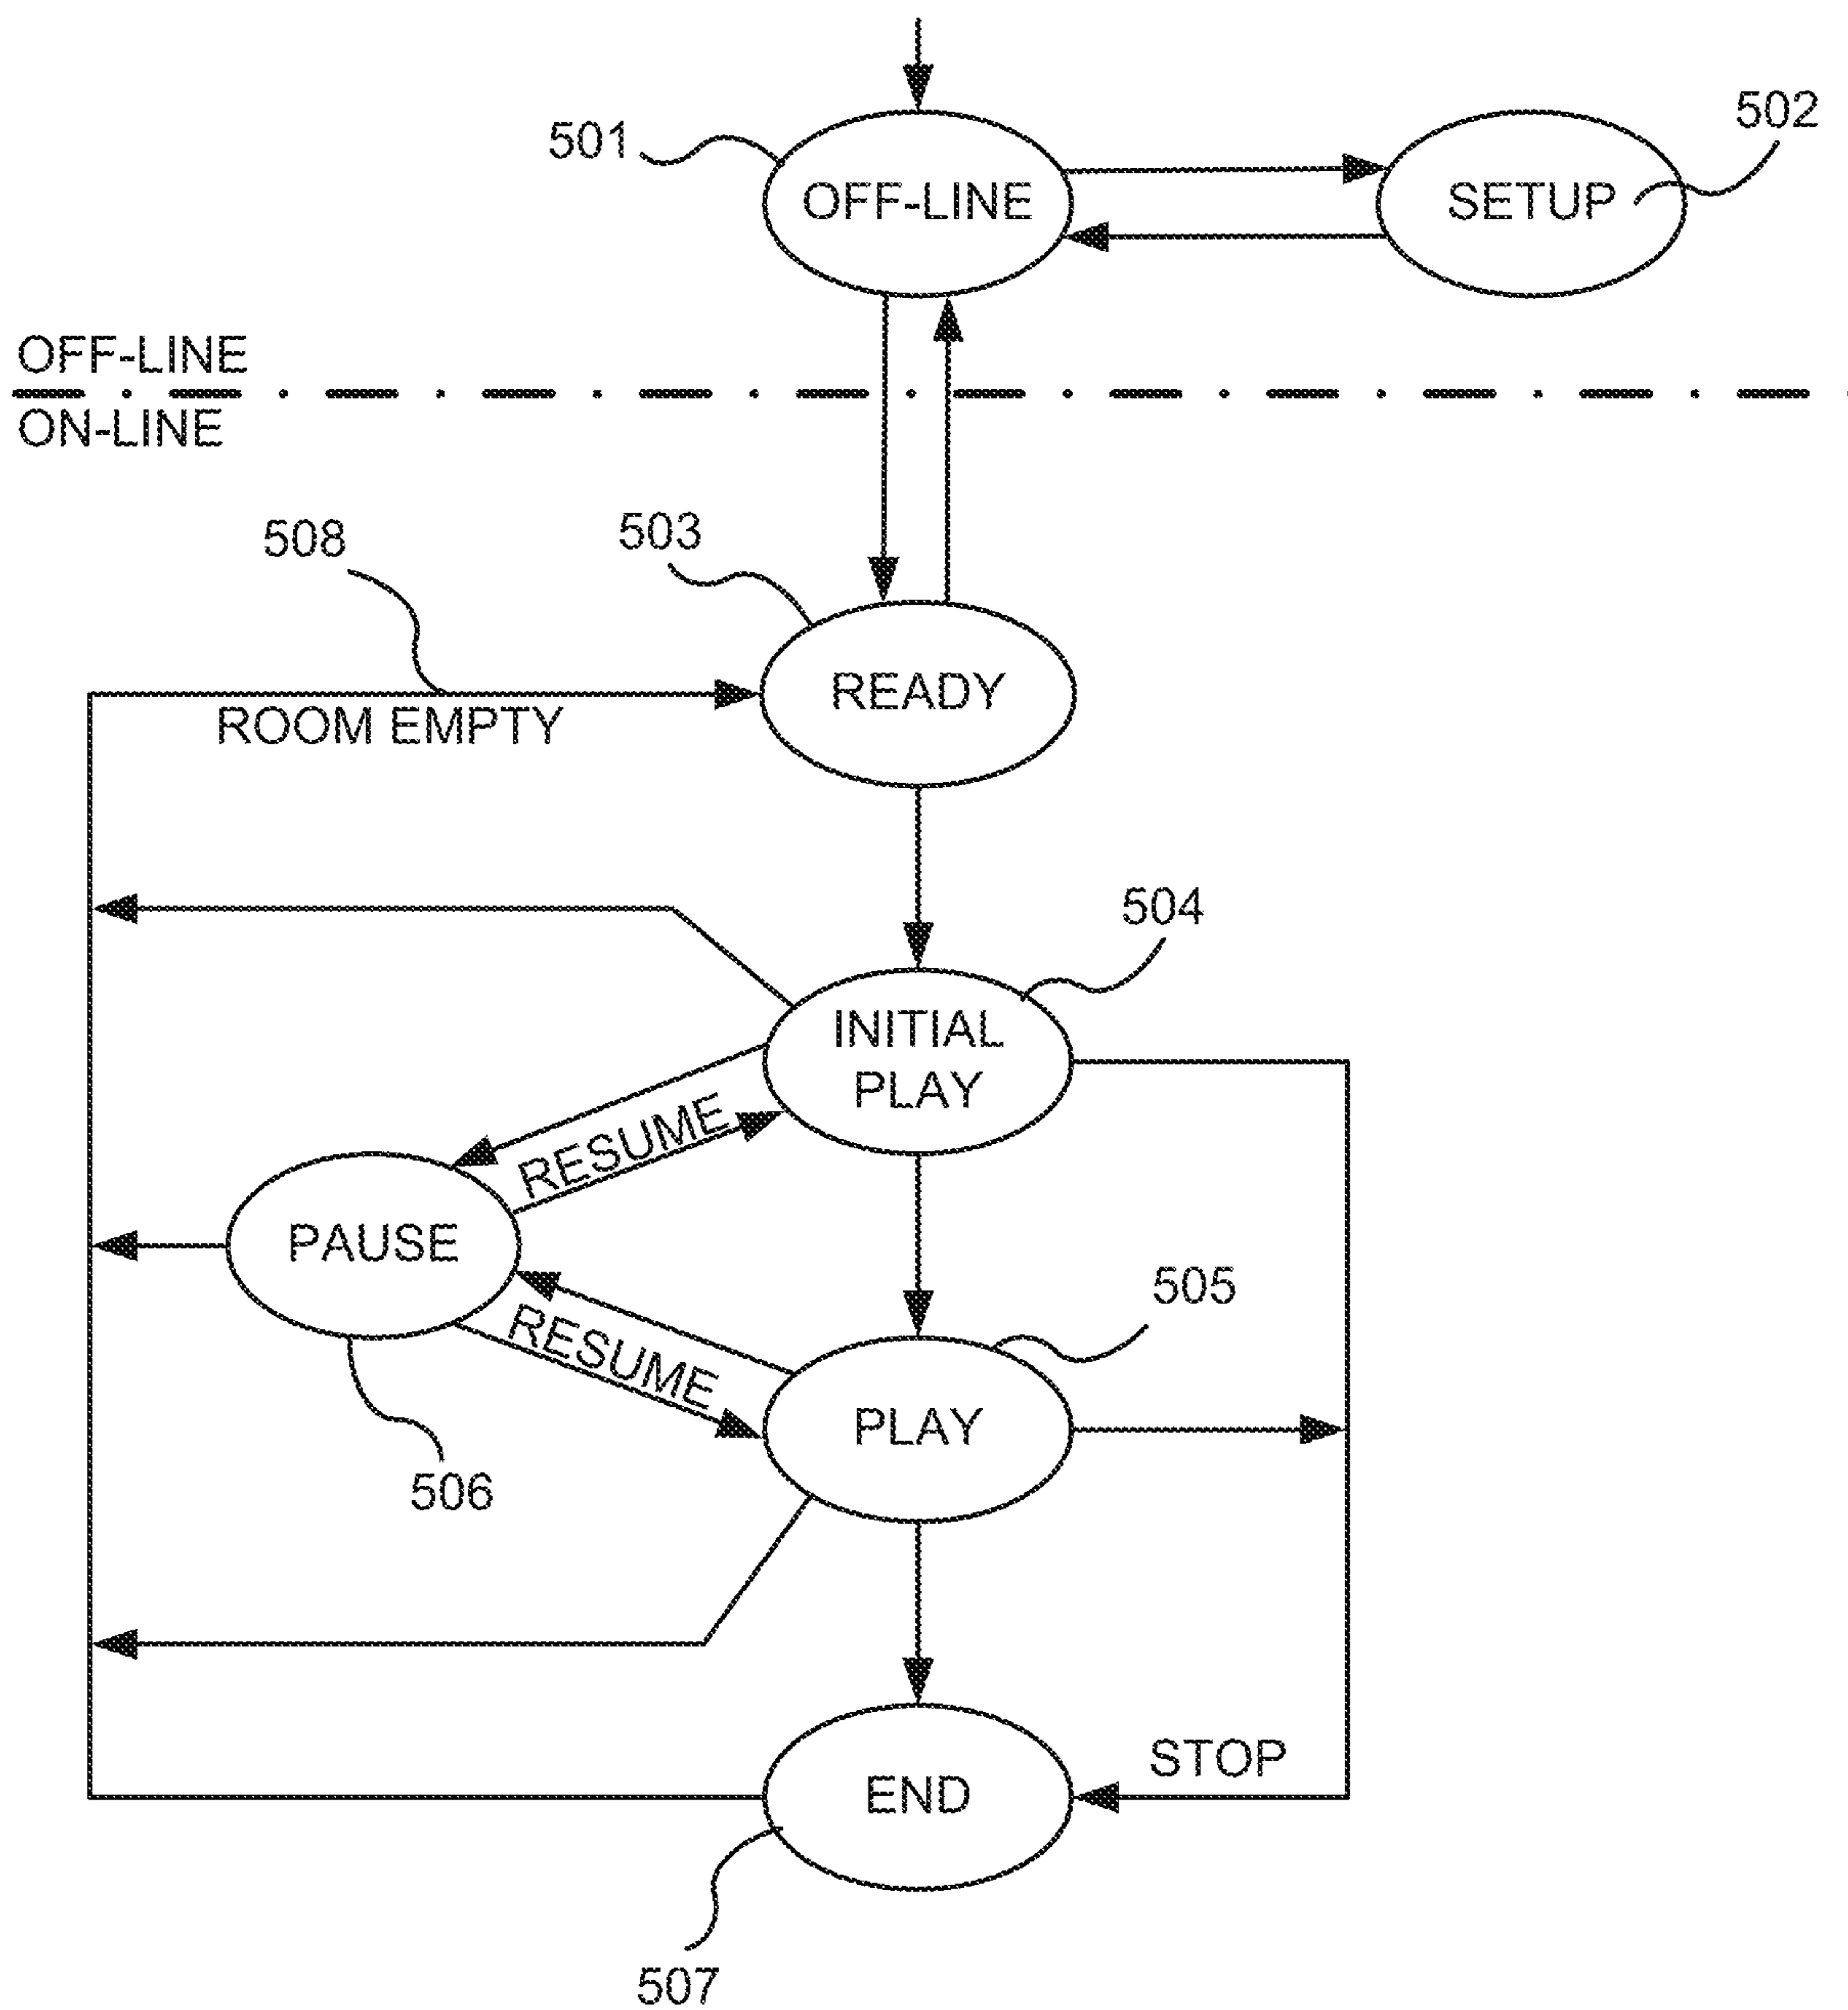 501
502
OFF-LINE
SETUP
OFF-LINE
ON-LINE
508
503
READY
ROOM EMPTY
504
INITIAL
PLAY
RESUME
PAUSE
505
RESUME
PLAY
506
STOP
END
507